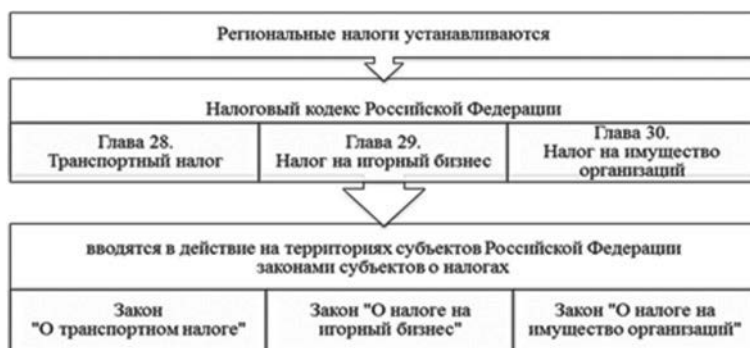 Региональные налоги устанавливаются
Налоговый кодекс Российской Федерации
Глава 28.
Транспортный налог
Глава 29.
Налог на игорный бизнес
Глава 30.
Налог на имущество
организаций
вводятся в действие на территориях субъектов Российской Федерации
законами субъектов о налогах
Закон
"О транспортном налоге"
Закон "О налоге на
игорный бизнес"
Закон "О налоге на
имущество организаций"